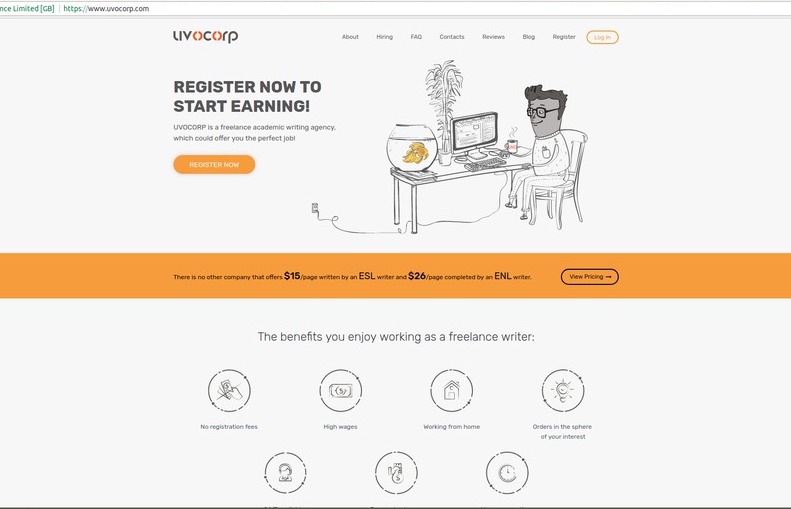 nce Limited [GB] https://www.uvocorp.com
uvocorp
About Hiring FAQ Contacts Reviews Blog Register Log in
REGISTER NOW TO
START EARNING!
UVOCORP is a freelance academic writing agency,
which could offer you the perfect job!
REGISTER NOW
There is no other company that offers $15/page written by an ESL writer and $26/page completed by an ENL writer.
View Pricing →
The benefits you enjoy working as a freelance writer:
No registration fees
High wages
Working from home
Orders in the sphere
of your interest